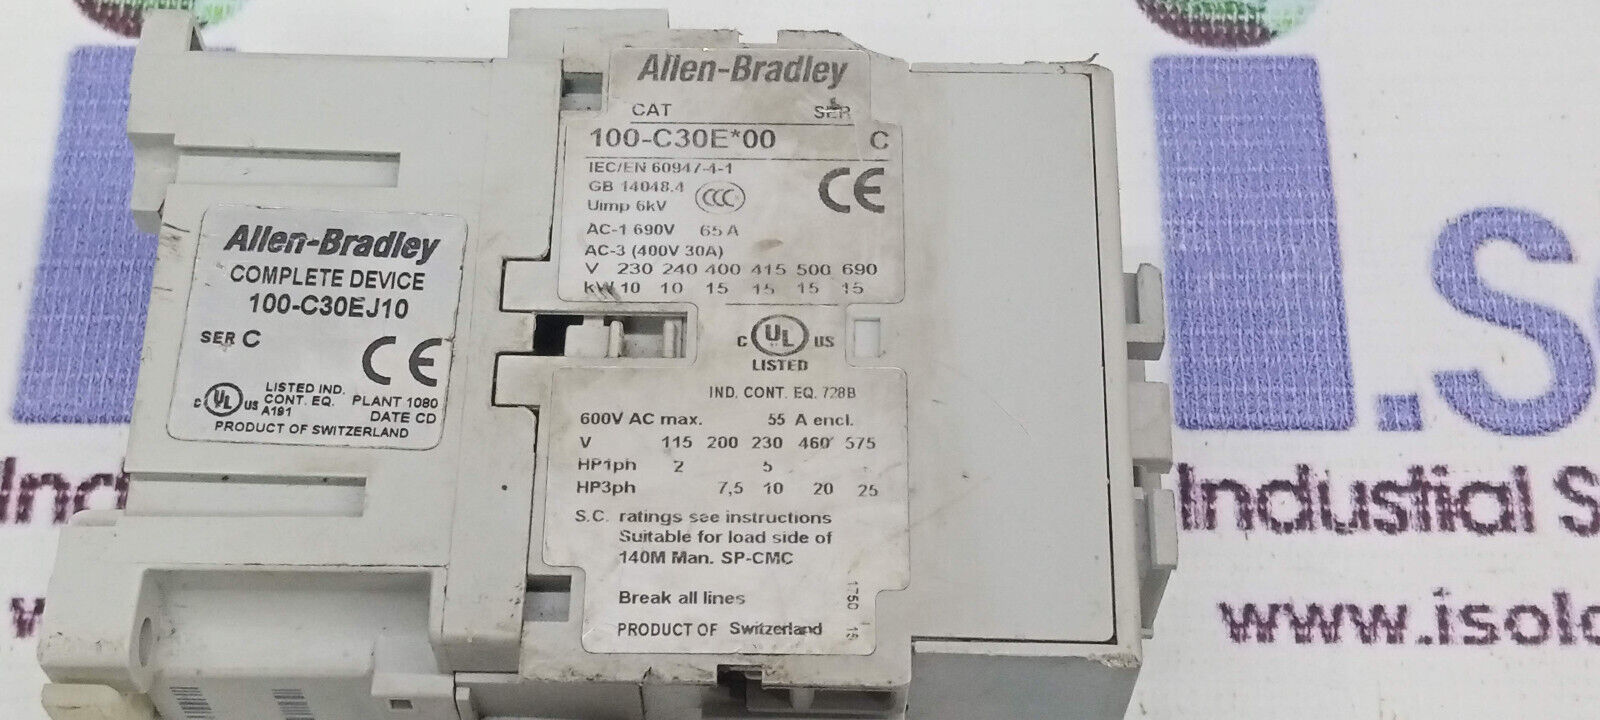 Allen-Bradley
COMPLETE DEVICE
100-C30EJ10
SER C
CE
c UL us LISTED IND.
CONT. EQ. PLANT 1080
A191 DATE CD
PRODUCT OF SWITZERLAND
Allen-Bradley
CAT SER
100-C30E*00 C
IEC/EN 60947-4-1
GB 14048.4
Uimp 6kV
CCC
CE
AC-1 690V 65 A
AC-3 (400V 30A)
V 230 240 400 415 500 690
kW 10 10 15 15 15 15
c UL US
LISTED
IND. CONT. EQ. 728B
600V AC max. 55 A encl.
V 115 200 230 460 575
HP1ph 2 5
HP3ph 7,5 10 20 25
S.C. ratings see instructions
Suitable for load side of
140M Man. SP-CMC
Break all lines
PRODUCT OF Switzerland
1750
i.S
Industial S
www.isolo